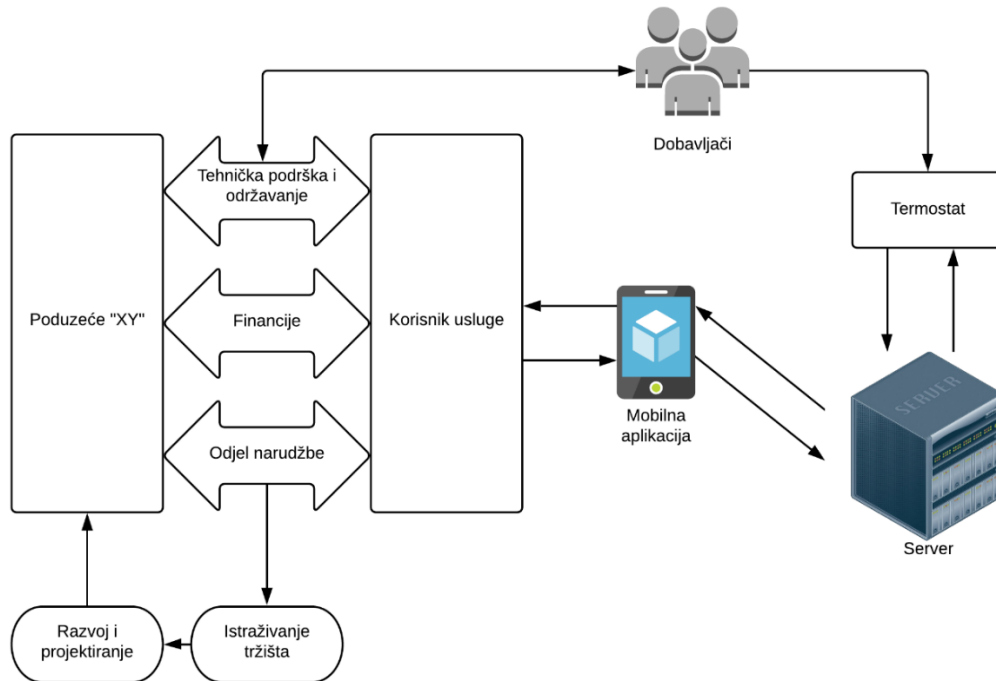 Dobavljači
Tehnička podrška i
održavanje
Termostat
Poduzeće "XY"
Financije
Korisnik usluge
SERVER
Mobilna
aplikacija
Odjel narudžbe
Server
Razvoj i
projektiranje
Istraživanje
tržišta